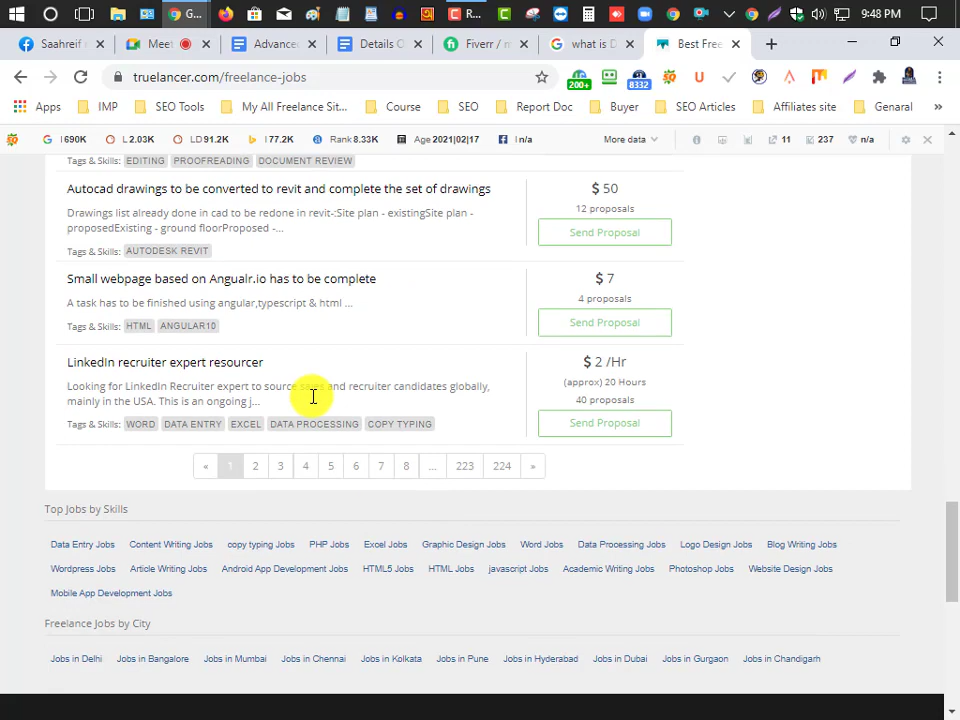 9:48 PM
Saahreif e
Meet
Advance
Details O
Fiverr / m
what is D
Best Free
truelancer.com/freelance-jobs
200+
8332
Apps
IMP
SEO Tools
My All Freelance Sit...
Course
SEO
Report Doc
Buyer
SEO Articles
Affiliates site
Genaral
»
I 690K
L 2.03K
LD 91.2K
I 77.2K
Rank 8.33K
Age 2021|02|17
I n/a
More data
11
237
n/a
Tags & Skills: EDITING PROOFREADING DOCUMENT REVIEW
Autocad drawings to be converted to revit and complete the set of drawings
$ 50
Drawings list already done in cad to be redone in revit-:Site plan - existingSite plan -
proposedExisting - ground floorProposed -...
12 proposals
Send Proposal
Tags & Skills: AUTODESK REVIT
Small webpage based on Angualr.io has to be complete
$ 7
A task has to be finished using angular,typescript & html ...
4 proposals
Send Proposal
Tags & Skills: HTML ANGULAR10
LinkedIn recruiter expert resourcer
$ 2 /Hr
(approx) 20 Hours
Looking for LinkedIn Recruiter expert to source sales and recruiter candidates globally,
mainly in the USA. This is an ongoing j...
40 proposals
Send Proposal
Tags & Skills: WORD DATA ENTRY EXCEL DATA PROCESSING COPY TYPING
« 1 2 3 4 5 6 7 8 ... 223 224 »
Top Jobs by Skills
Data Entry Jobs Content Writing Jobs copy typing Jobs PHP Jobs Excel Jobs Graphic Design Jobs Word Jobs Data Processing Jobs Logo Design Jobs Blog Writing Jobs
Wordpress Jobs Article Writing Jobs Android App Development Jobs HTML5 Jobs HTML Jobs javascript Jobs Academic Writing Jobs Photoshop Jobs Website Design Jobs
Mobile App Development Jobs
Freelance Jobs by City
Jobs in Delhi Jobs in Bangalore Jobs in Mumbai Jobs in Chennai Jobs in Kolkata Jobs in Pune Jobs in Hyderabad Jobs in Dubai Jobs in Gurgaon Jobs in Chandigarh